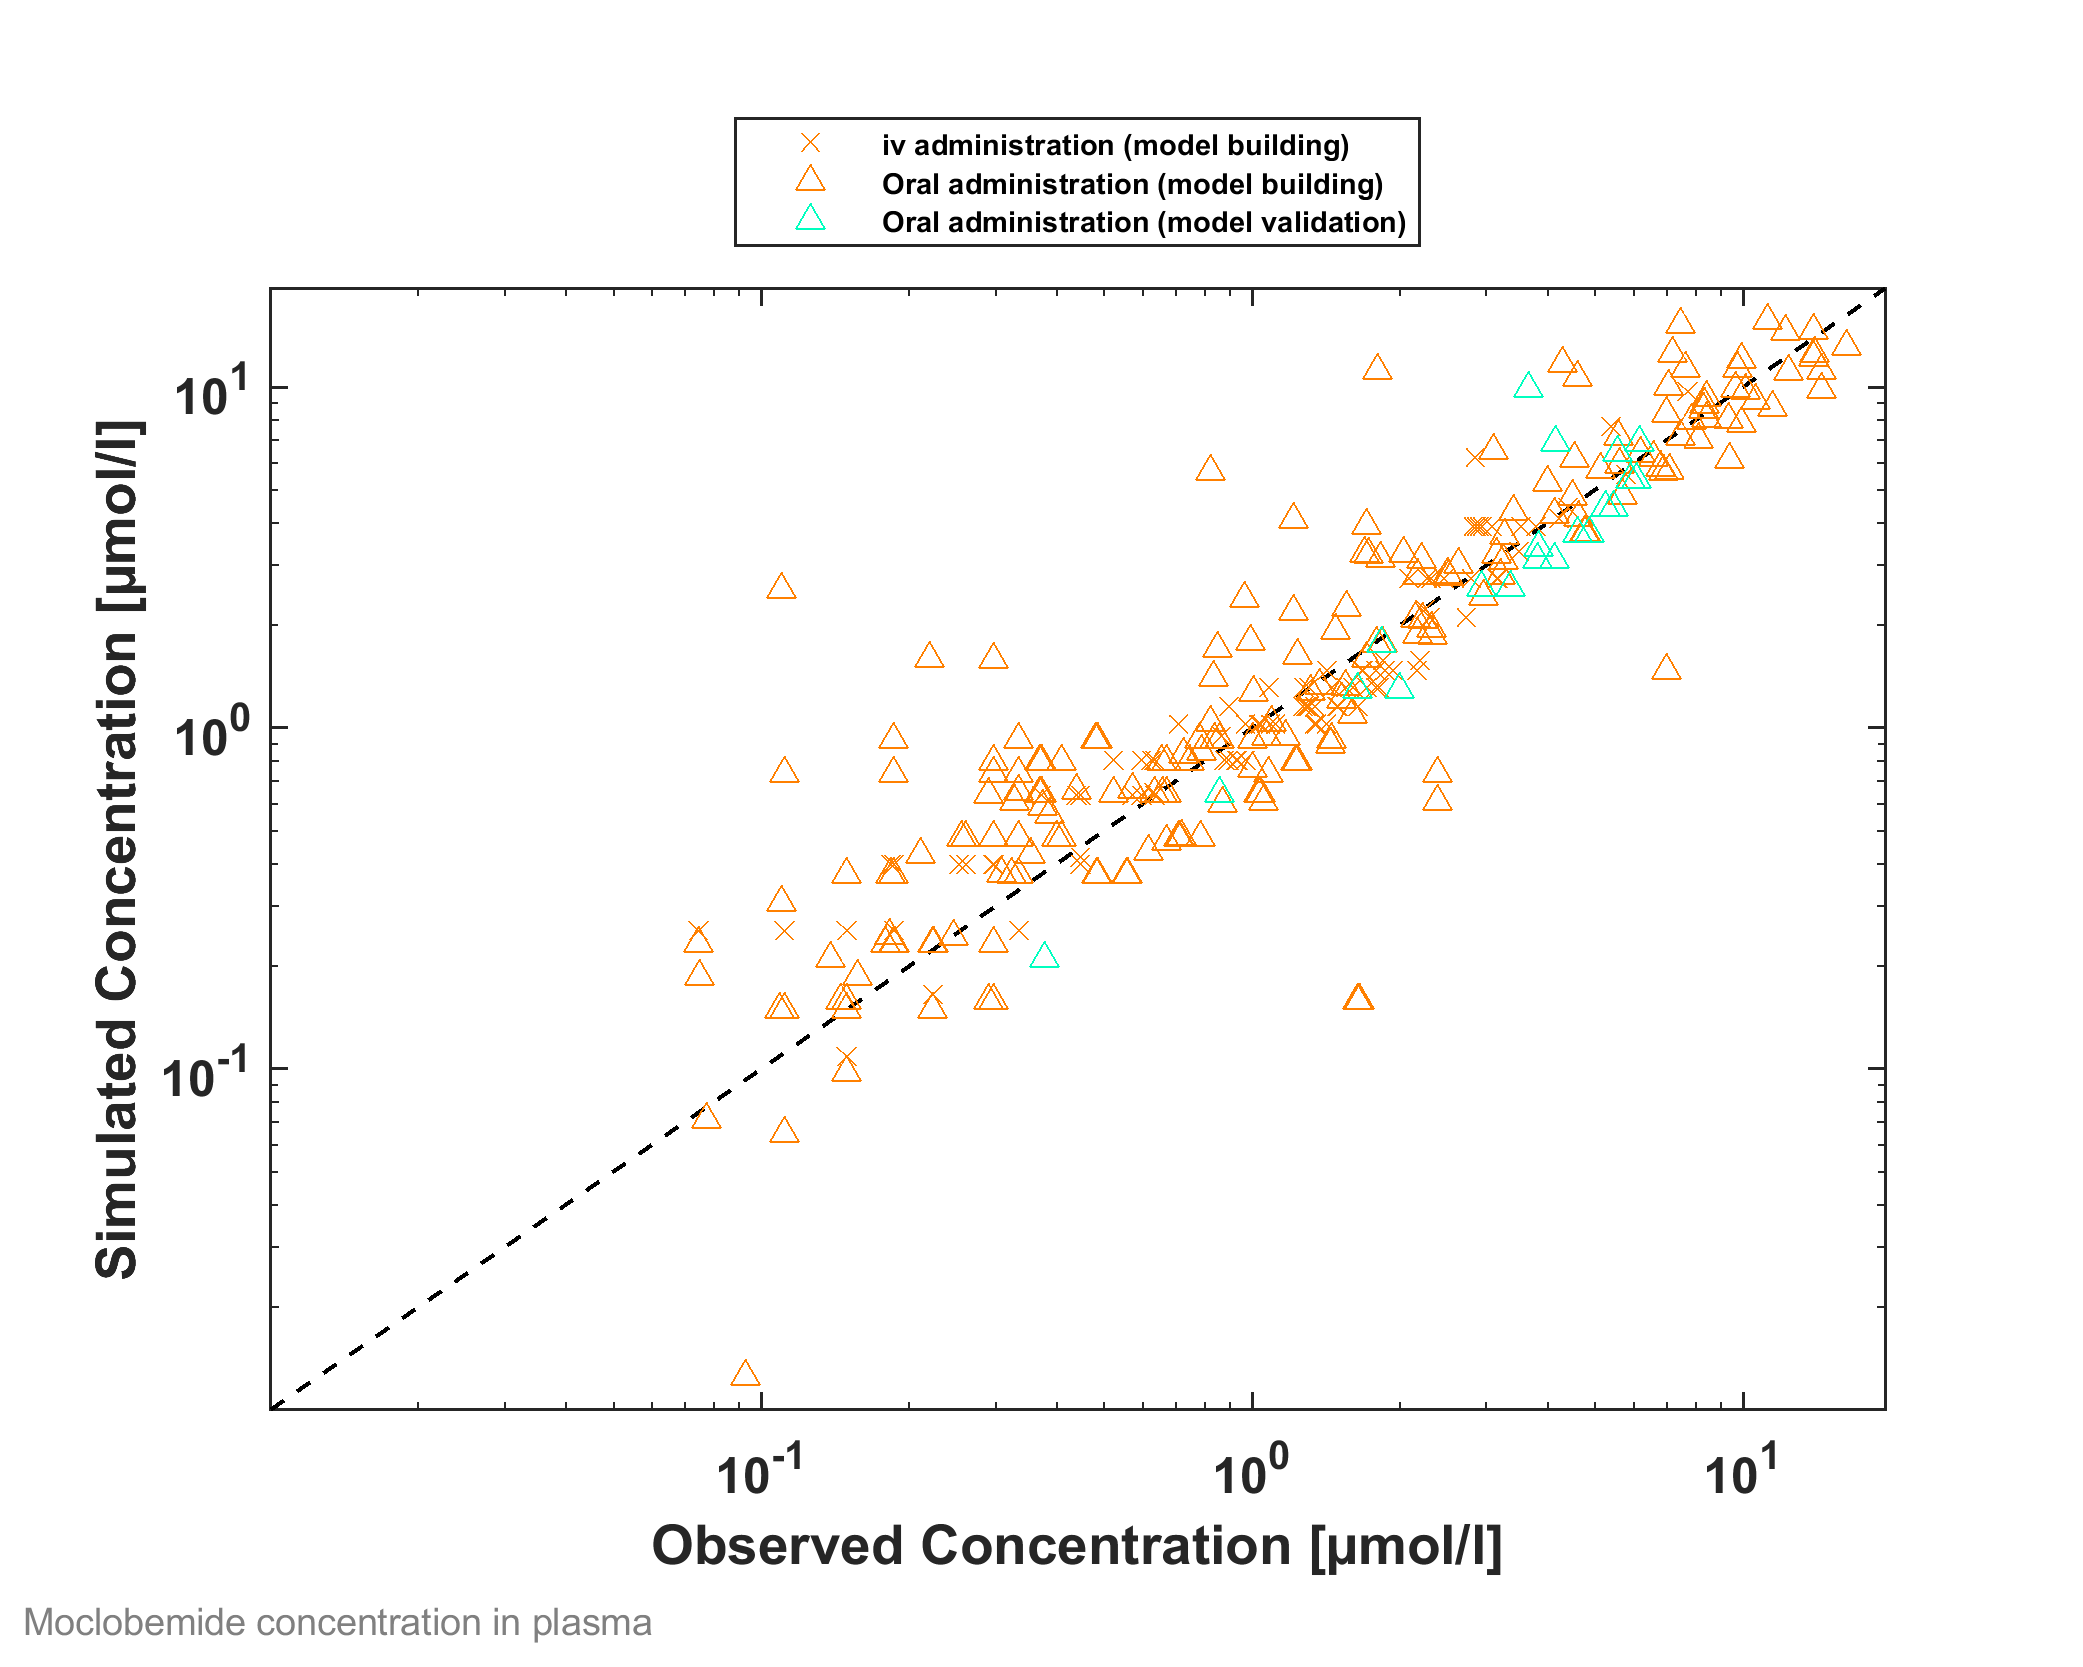 iv administration (model building)
Oral administration (model building)
Oral administration (model validation)
10¹
10⁰
10⁻¹
Simulated Concentration [µmol/l]
10⁻¹ 10⁰ 10¹
Observed Concentration [µmol/l]
Moclobemide concentration in plasma